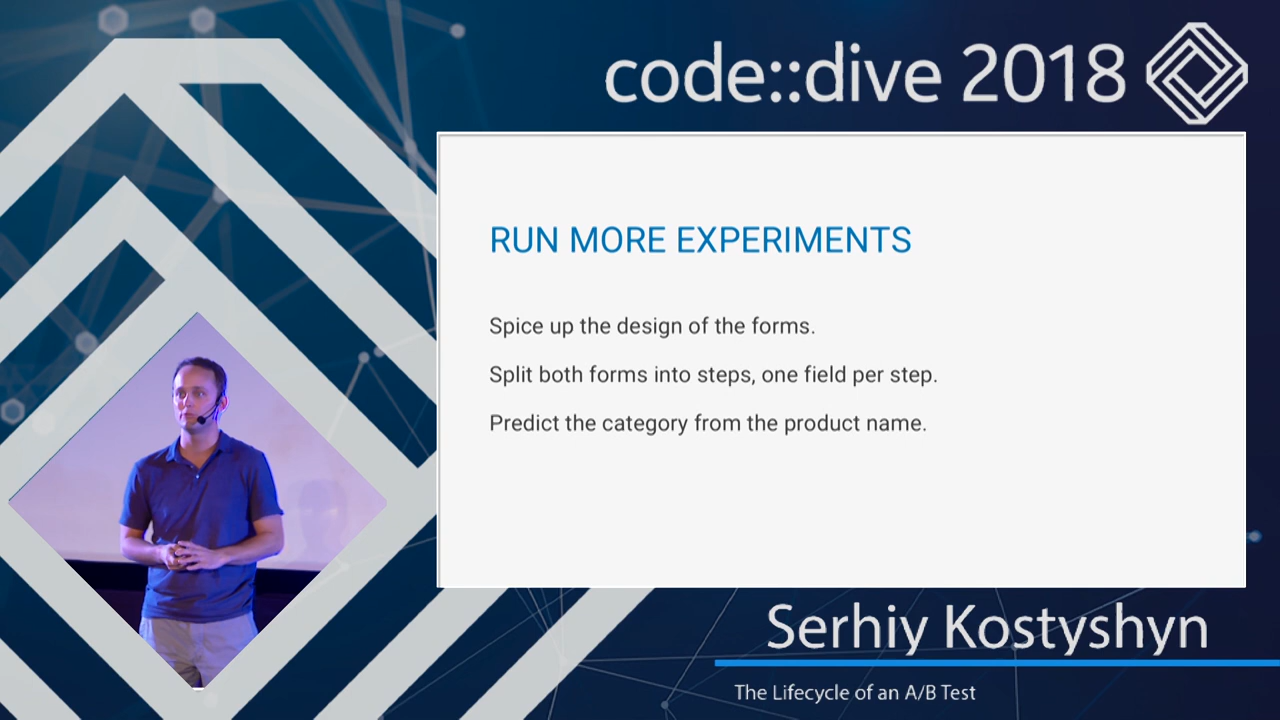 code::dive 2018
RUN MORE EXPERIMENTS
Spice up the design of the forms.
Split both forms into steps, one field per step.
Predict the category from the product name.
Serhiy Kostyshyn
The Lifecycle of an A/B Test